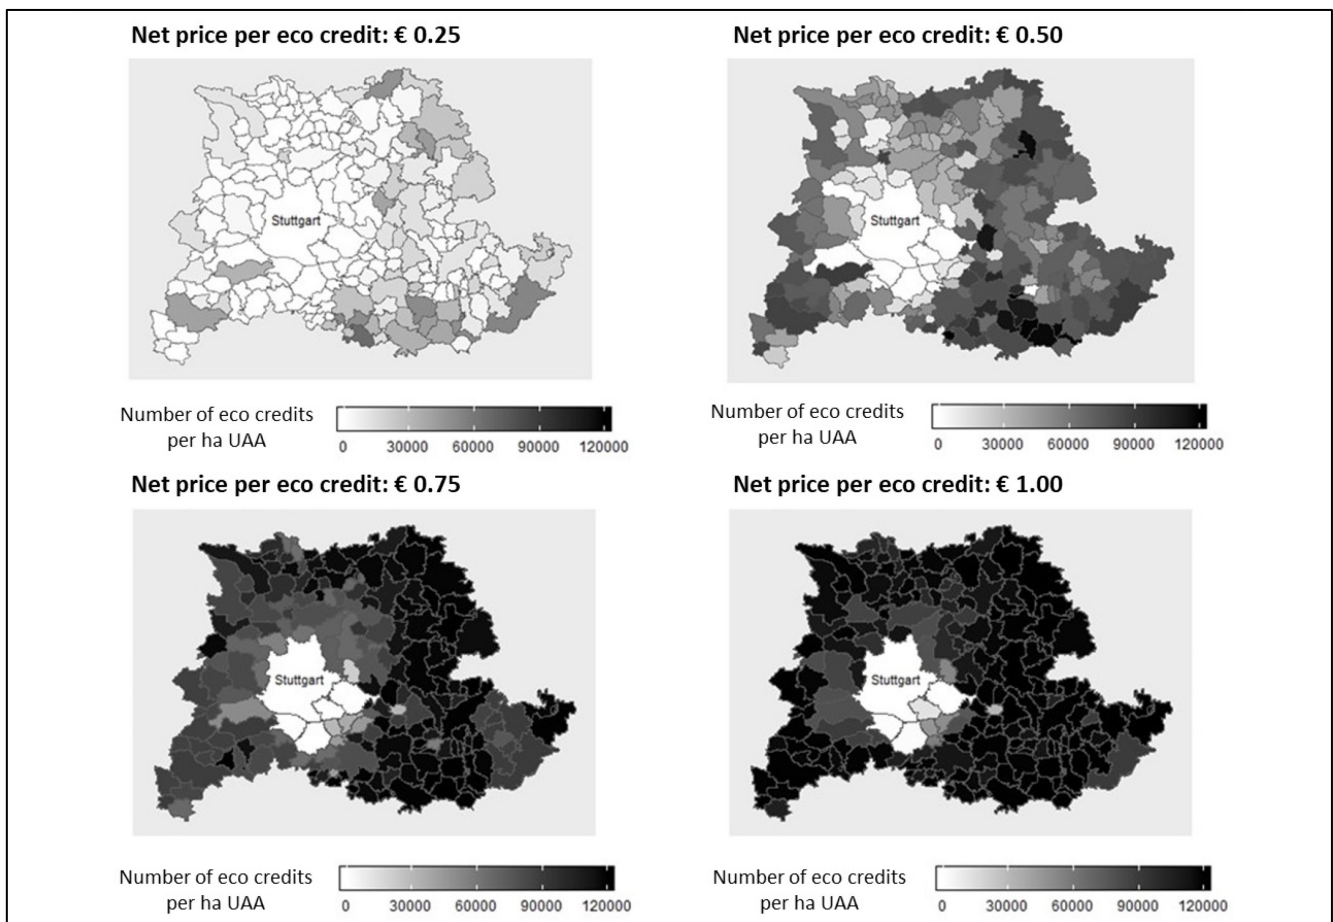 Net price per eco credit: € 0.25
Net price per eco credit: € 0.50
Stuttgart
Stuttgart
Number of eco credits
per ha UAA
0 30000 60000 90000 120000
Number of eco credits
per ha UAA
0 30000 60000 90000 120000
Net price per eco credit: € 0.75
Net price per eco credit: € 1.00
Stuttgart
Stuttgart
Number of eco credits
per ha UAA
0 30000 60000 90000 120000
Number of eco credits
per ha UAA
0 30000 60000 90000 120000